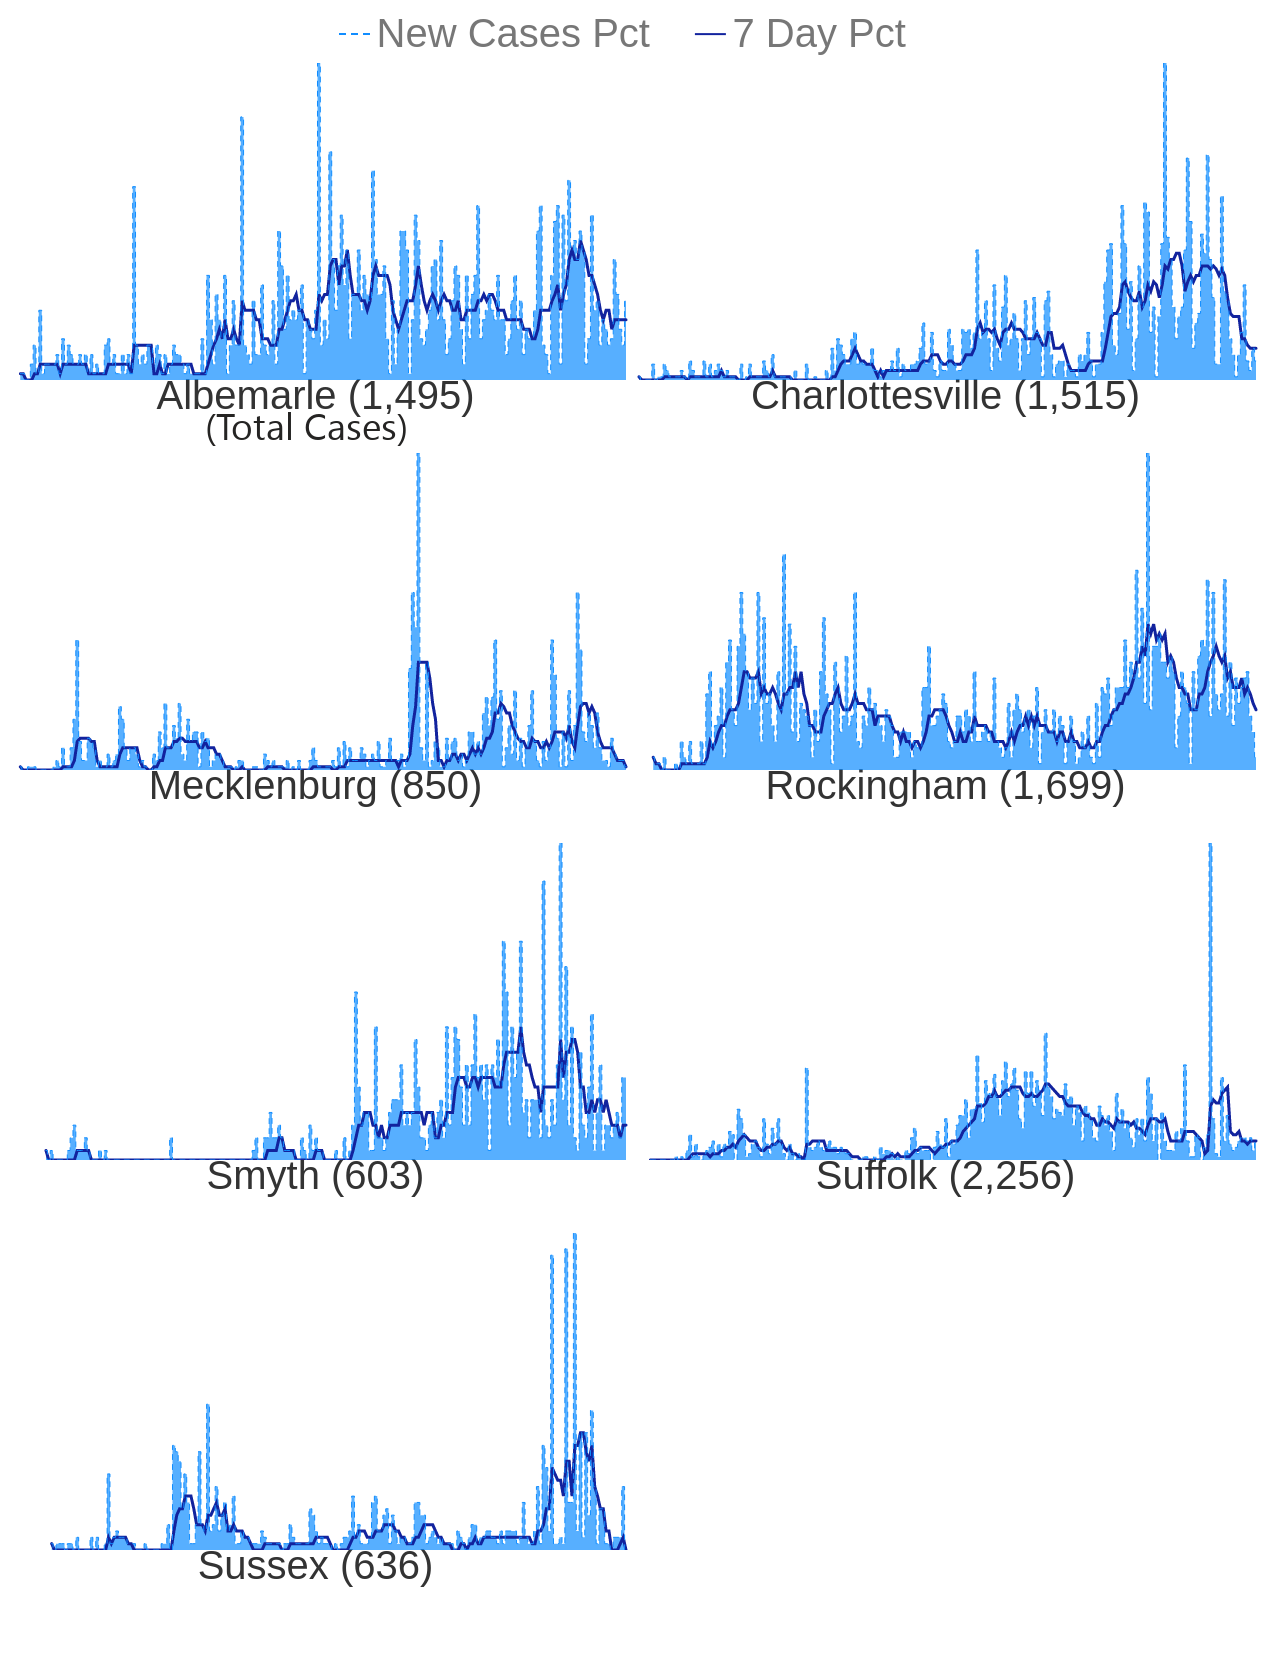 New Cases Pct 7 Day Pct
Albemarle (1,495) Charlottesville (1,515)
(Total Cases)
Mecklenburg (850) Rockingham (1,699)
Smyth (603) Suffolk (2,256)
Sussex (636)